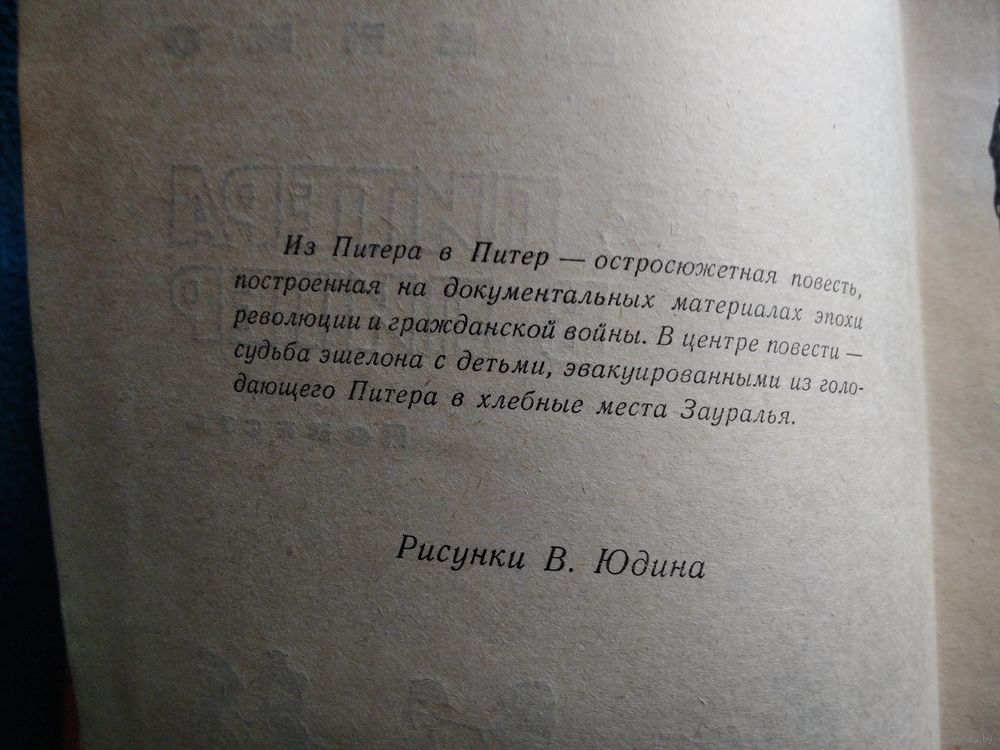 Из Питера в Питер — остросюжетная повесть,
построенная на документальных материалах эпохи
революции и гражданской войны. В центре повести —
судьба эшелона с детьми, эвакуированными из голо-
дающего Питера в хлебные места Зауралья.
Рисунки В. Юдина